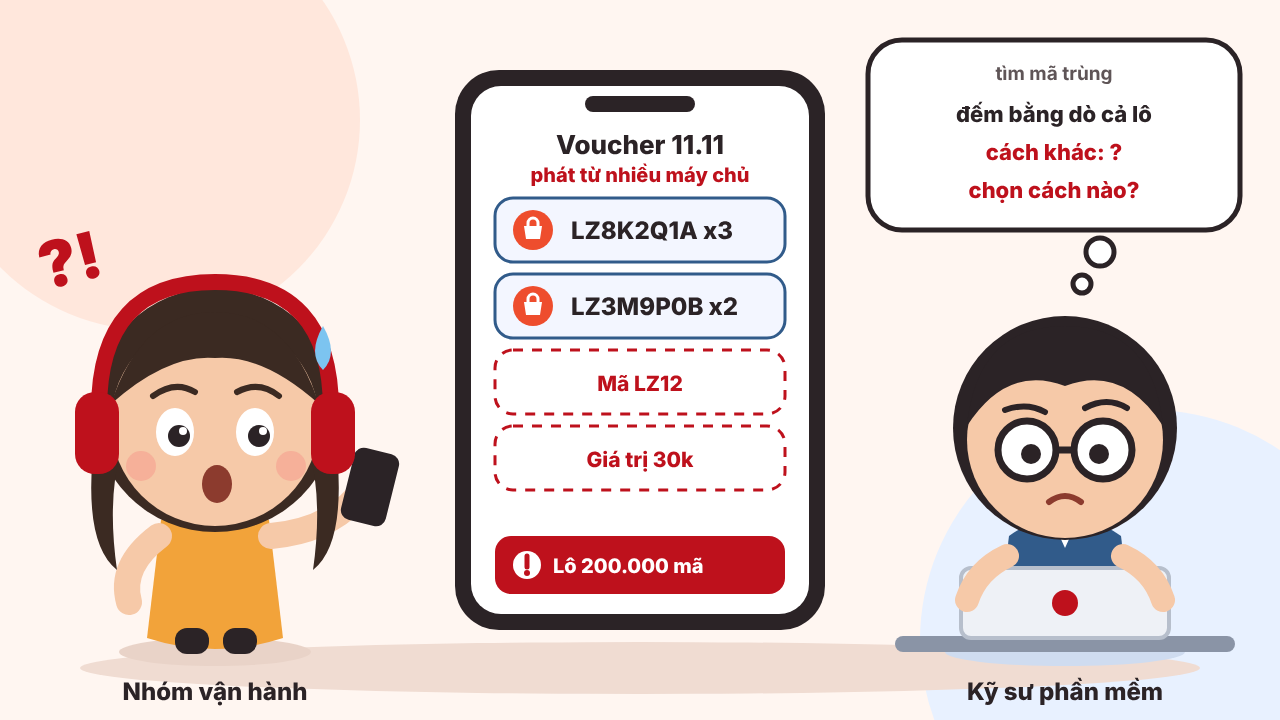 ?!
Voucher 11.11
phát từ nhiều máy chủ
LZ8K2Q1A x3
LZ3M9P0B x2
Mã LZ12
Giá trị 30k
Lô 200.000 mã
tìm mã trùng
đếm bằng dò cả lô
cách khác: ?
chọn cách nào?
Nhóm vận hành
Kỹ sư phần mềm